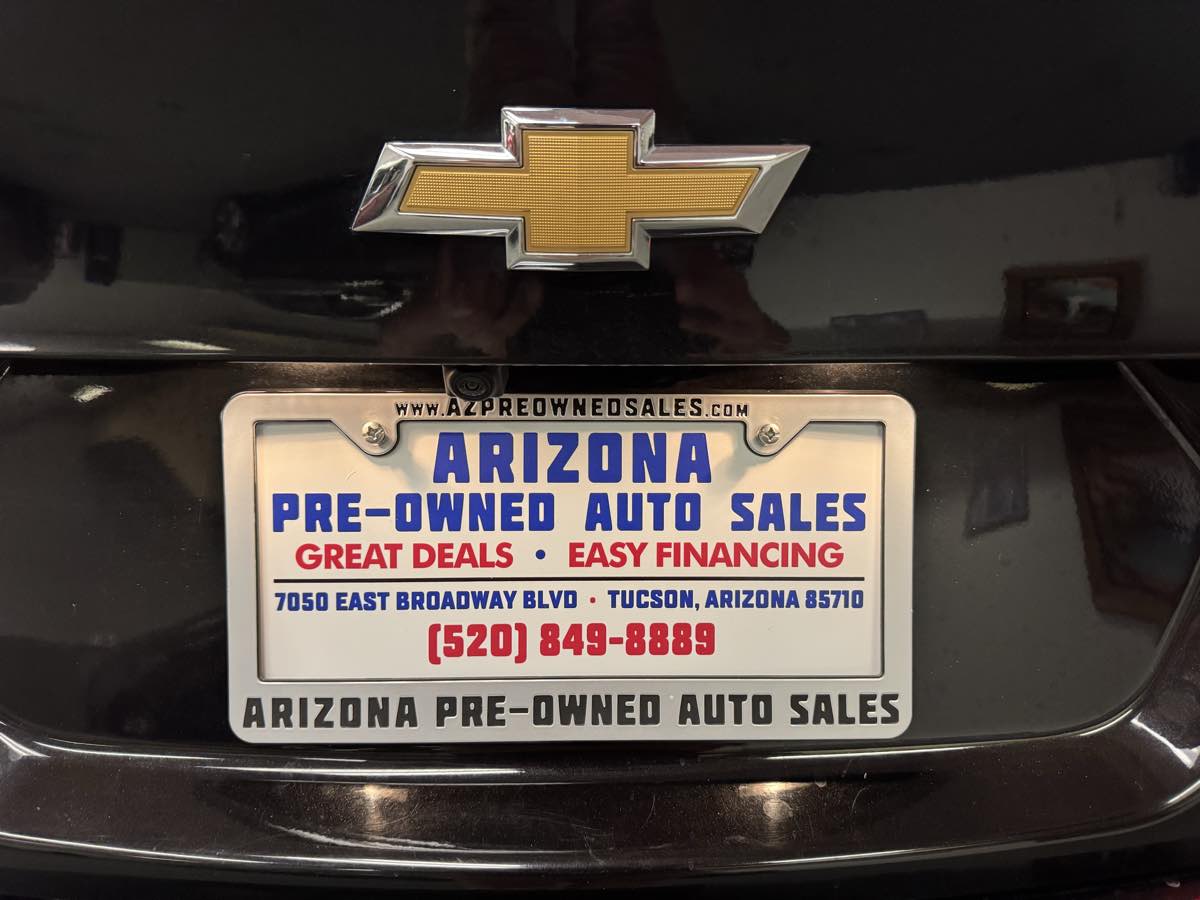 WWW.AZPREOWNEDSALES.COM
ARIZONA
PRE-OWNED AUTO SALES
GREAT DEALS • EASY FINANCING
7050 EAST BROADWAY BLVD • TUCSON, ARIZONA 85710
(520) 849-8889
ARIZONA PRE-OWNED AUTO SALES